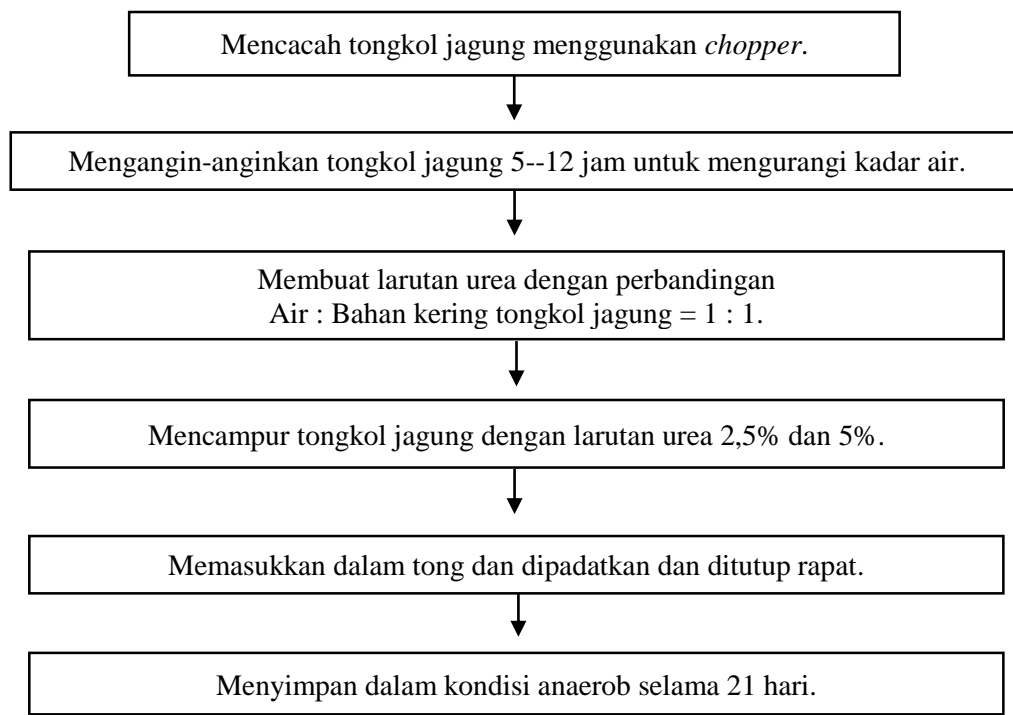 Mencacah tongkol jagung menggunakan chopper.
Mengangin-anginkan tongkol jagung 5--12 jam untuk mengurangi kadar air.
Membuat larutan urea dengan perbandingan
Air : Bahan kering tongkol jagung = 1 : 1.
Mencampur tongkol jagung dengan larutan urea 2,5% dan 5%.
Memasukkan dalam tong dan dipadatkan dan ditutup rapat.
Menyimpan dalam kondisi anaerob selama 21 hari.